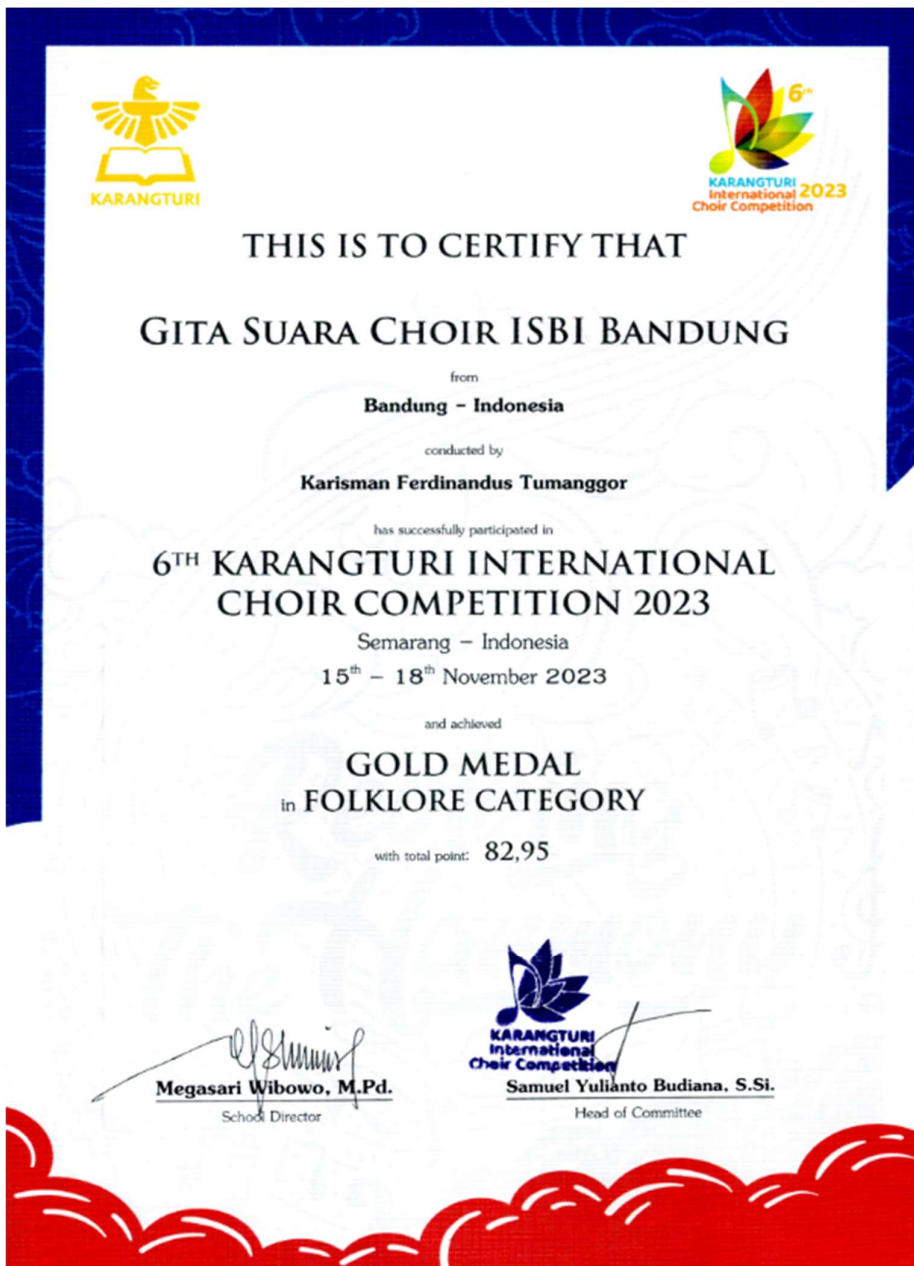 KARANGTURI
6th
KARANGTURI
International 2023
Choir Competition
THIS IS TO CERTIFY THAT
GITA SUARA CHOIR ISBI BANDUNG
from
Bandung – Indonesia
conducted by
Karisman Ferdinandus Tumanggor
has successfully participated in
6TH KARANGTURI INTERNATIONAL
CHOIR COMPETITION 2023
Semarang – Indonesia
15th – 18th November 2023
and achieved
GOLD MEDAL
in FOLKLORE CATEGORY
with total point: 82,95
KARANGTURI
International
Choir Competition
Megasari Wibowo, M.Pd.
School Director
Samuel Yulianto Budiana, S.Si.
Head of Committee